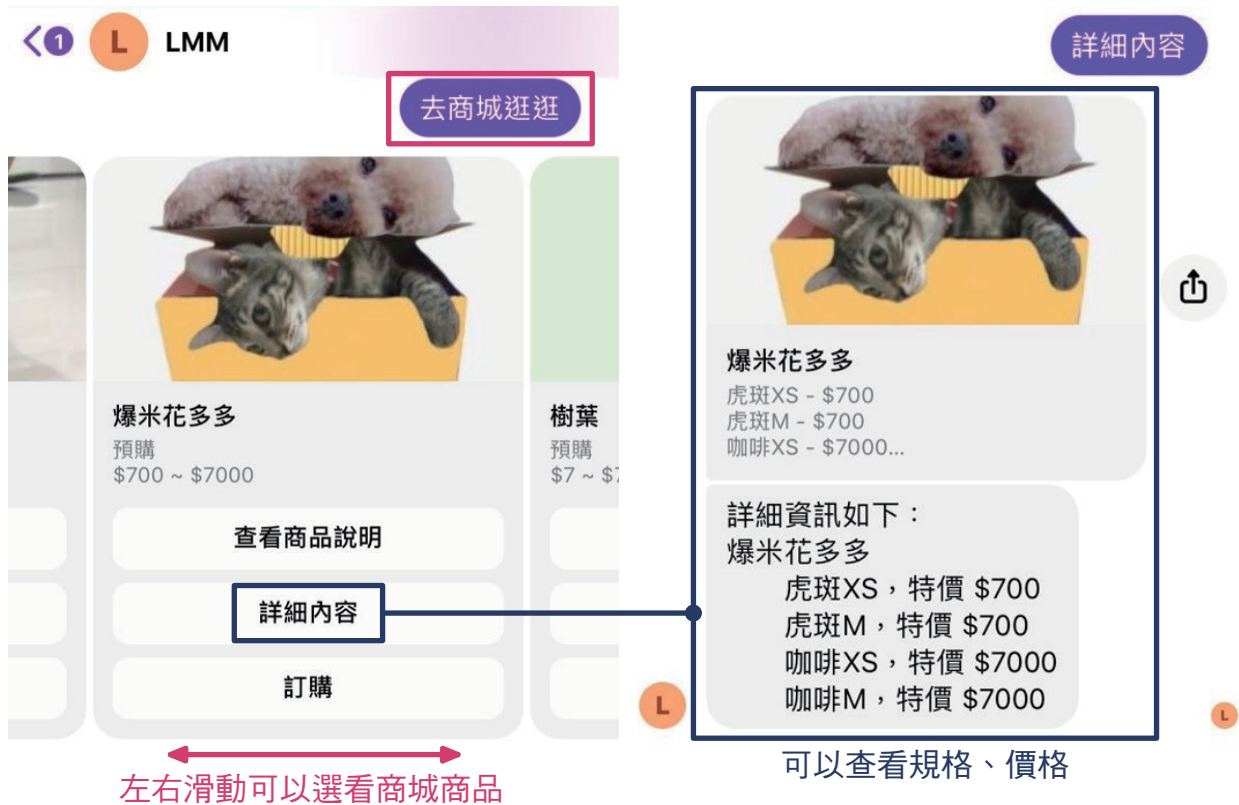 1
L
LMM
去商城逛逛
爆米花多多
預購
$700 ~ $7000
查看商品說明
詳細內容
訂購
樹葉
預購
$7 ~ $7
左右滑動可以選看商城商品
詳細內容
爆米花多多
虎斑XS - $700
虎斑M - $700
咖啡XS - $7000...
詳細資訊如下：
爆米花多多
虎斑XS，特價 $700
虎斑M，特價 $700
咖啡XS，特價 $7000
咖啡M，特價 $7000
L
L
可以查看規格、價格